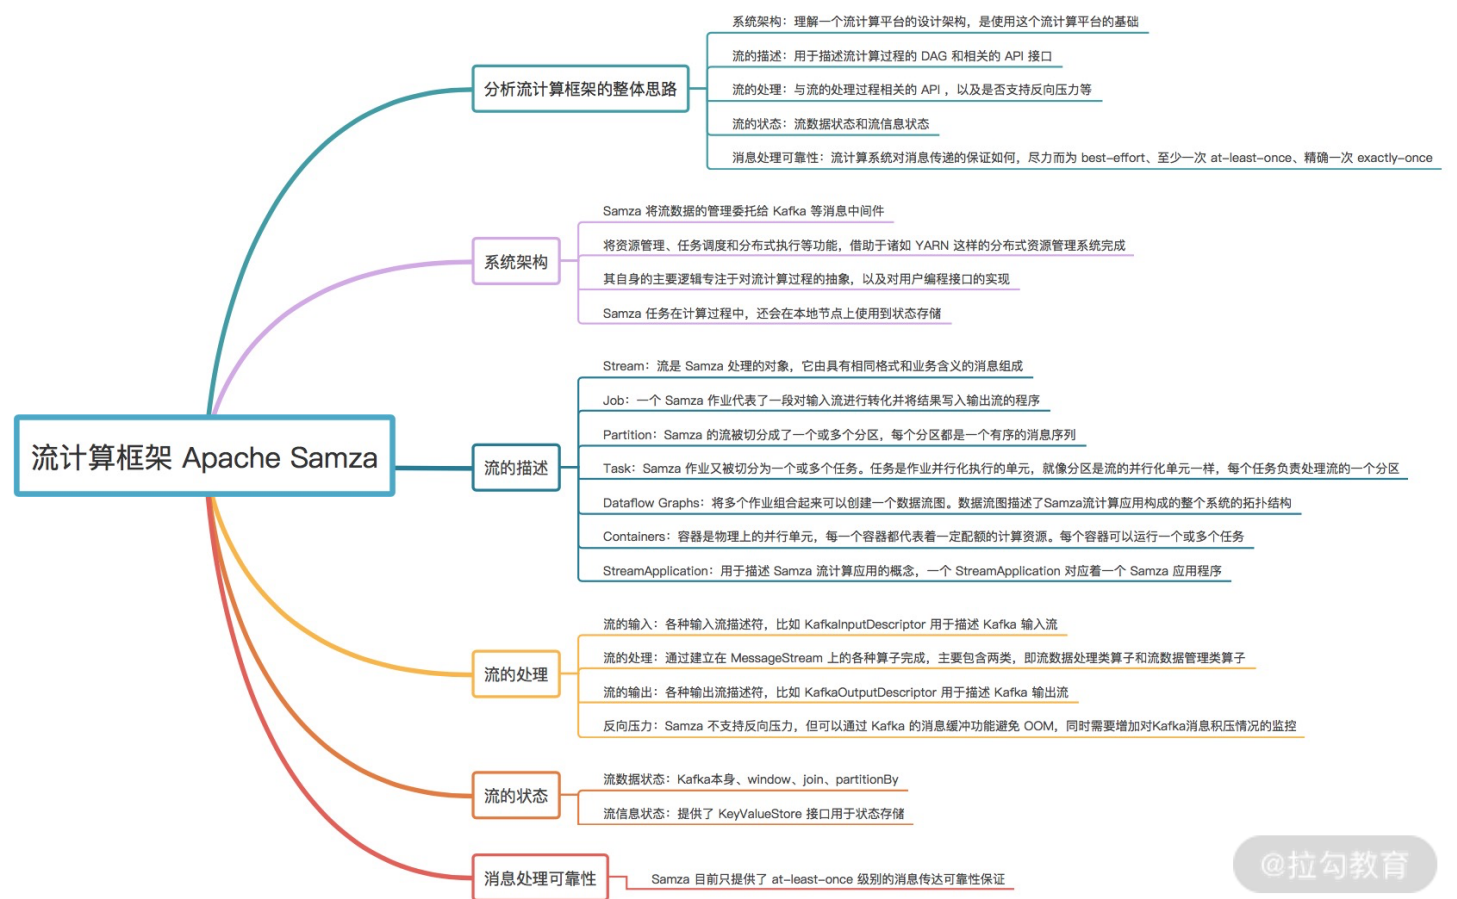 流计算框架 Apache Samza
分析流计算框架的整体思路
系统架构：理解一个流计算平台的设计架构，是使用这个流计算平台的基础
流的描述：用于描述流计算过程的 DAG 和相关的 API 接口
流的处理：与流的处理过程相关的 API ，以及是否支持反向压力等
流的状态：流数据状态和流信息状态
消息处理可靠性：流计算系统对消息传递的保证如何，尽力而为 best-effort、至少一次 at-least-once、精确一次 exactly-once
系统架构
Samza 将流数据的管理委托给 Kafka 等消息中间件
将资源管理、任务调度和分布式执行等功能，借助于诸如 YARN 这样的分布式资源管理系统完成
其自身的主要逻辑专注于对流计算过程的抽象，以及对用户编程接口的实现
Samza 任务在计算过程中，还会在本地节点上使用到状态存储
流的描述
Stream：流是 Samza 处理的对象，它由具有相同格式和业务含义的消息组成
Job：一个 Samza 作业代表了一段对输入流进行转化并将结果写入输出流的程序
Partition：Samza 的流被切分成了一个或多个分区，每个分区都是一个有序的消息序列
Task：Samza 作业又被切分为一个或多个任务。任务是作业并行化执行的单元，就像分区是流的并行化单元一样，每个任务负责处理流的一个分区
Dataflow Graphs：将多个作业组合起来可以创建一个数据流图。数据流图描述了Samza流计算应用构成的整个系统的拓扑结构
Containers：容器是物理上的并行单元，每一个容器都代表着一定配额的计算资源。每个容器可以运行一个或多个任务
StreamApplication：用于描述 Samza 流计算应用的概念，一个 StreamApplication 对应着一个 Samza 应用程序
流的处理
流的输入：各种输入流描述符，比如 KafkaInputDescriptor 用于描述 Kafka 输入流
流的处理：通过建立在 MessageStream 上的各种算子完成，主要包含两类，即流数据处理类算子和流数据管理类算子
流的输出：各种输出流描述符，比如 KafkaOutputDescriptor 用于描述 Kafka 输出流
反向压力：Samza 不支持反向压力，但可以通过 Kafka 的消息缓冲功能避免 OOM，同时需要增加对Kafka消息积压情况的监控
流的状态
流数据状态：Kafka本身、window、join、partitionBy
流信息状态：提供了 KeyValueStore 接口用于状态存储
消息处理可靠性
Samza 目前只提供了 at-least-once 级别的消息传达可靠性保证
@拉勾教育